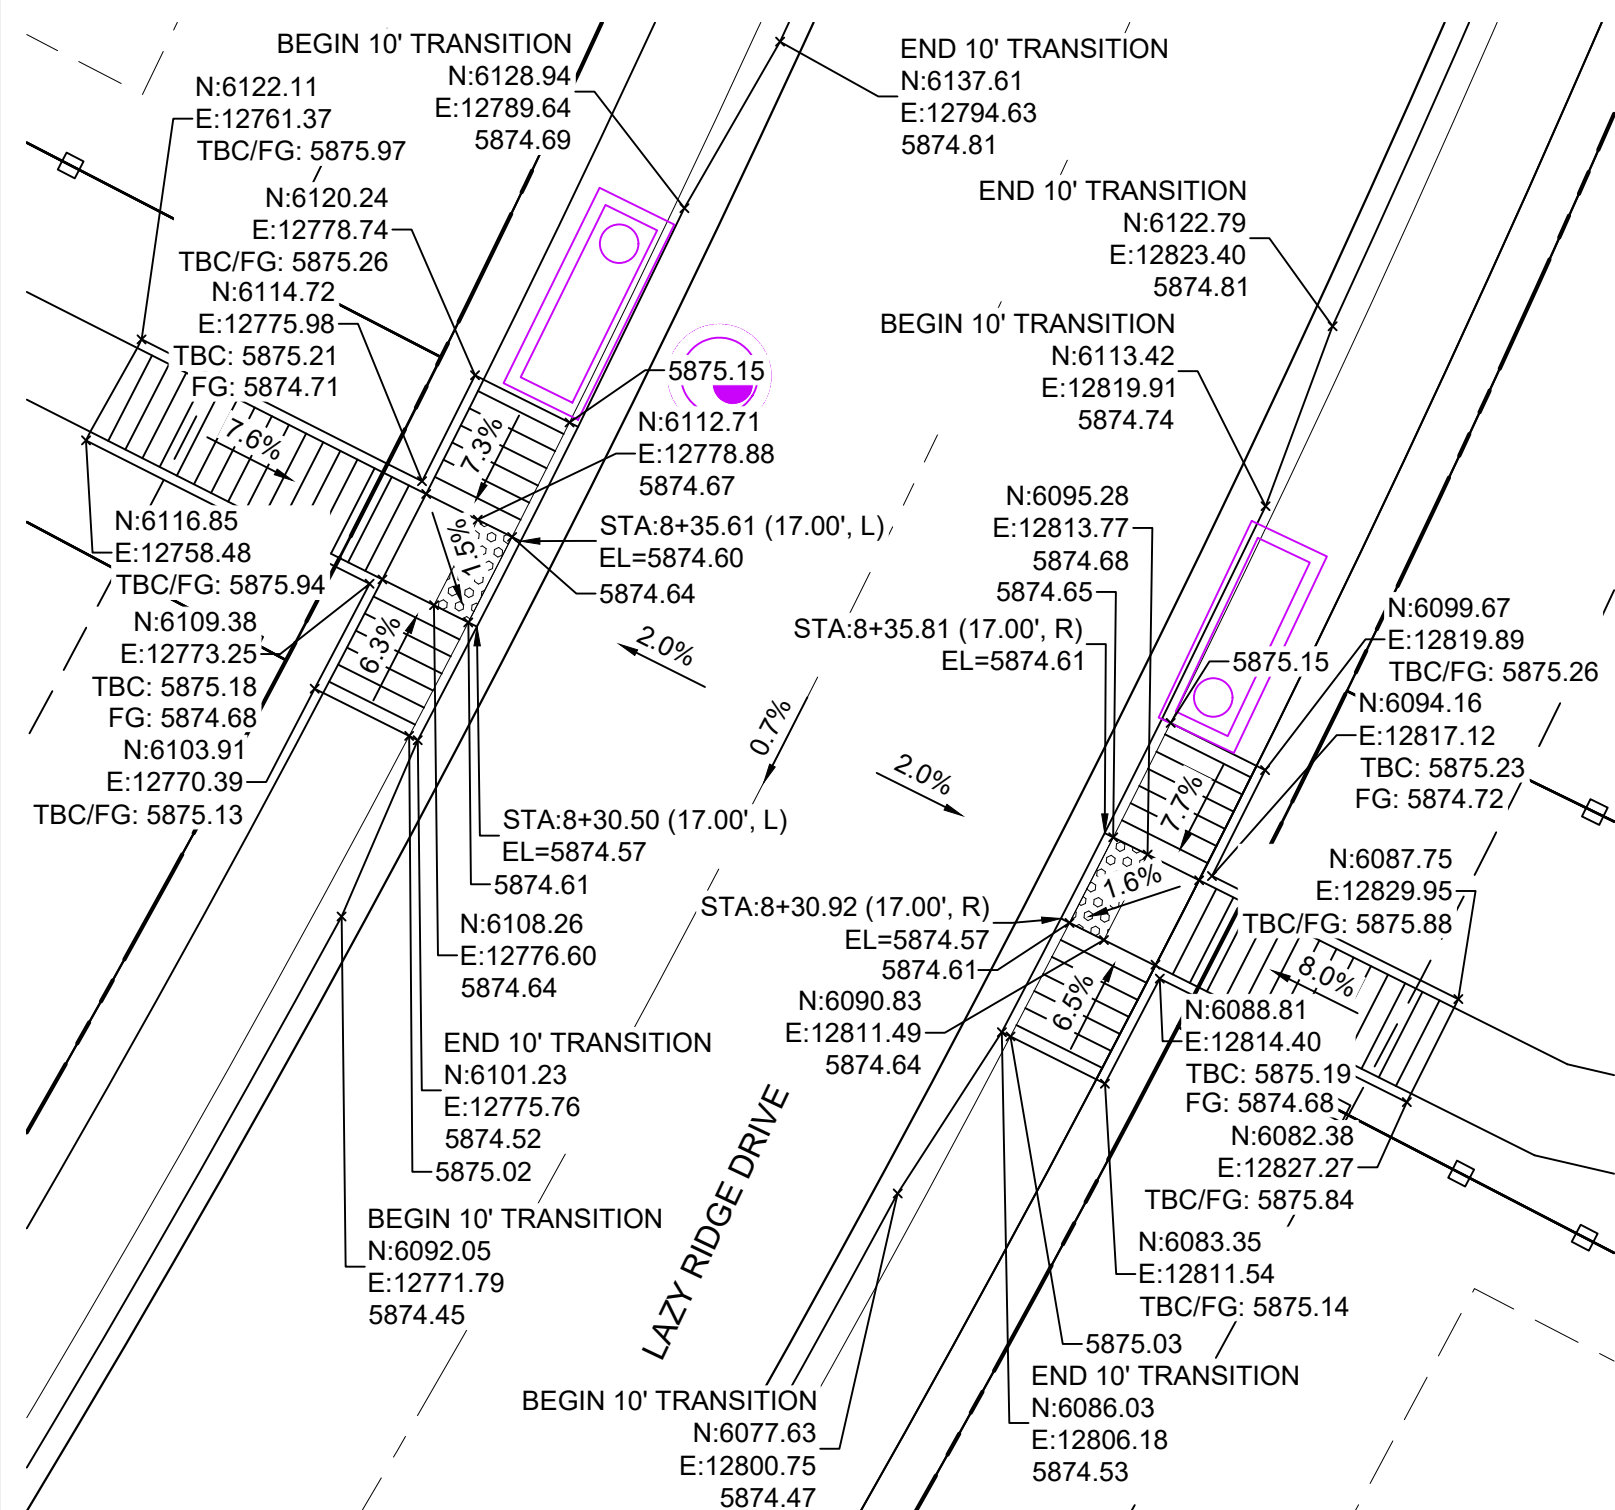 BEGIN 10' TRANSITION
N:6128.94
E:12789.64
5874.69
END 10' TRANSITION
N:6137.61
E:12794.63
5874.81
N:6122.11
E:12761.37
TBC/FG: 5875.97
N:6120.24
E:12778.74
TBC/FG: 5875.26
N:6114.72
E:12775.98
TBC: 5875.21
FG: 5874.71
END 10' TRANSITION
N:6122.79
E:12823.40
5874.81
BEGIN 10' TRANSITION
N:6113.42
E:12819.91
5874.74
5875.15
N:6112.71
E:12778.88
5874.67
7.6%
7.3%
1.5%
STA:8+35.61 (17.00', L)
EL=5874.60
5874.64
N:6116.85
E:12758.48
TBC/FG: 5875.94
N:6109.38
E:12773.25
TBC: 5875.18
FG: 5874.68
N:6103.91
E:12770.39
TBC/FG: 5875.13
6.3%
2.0%
0.7%
2.0%
N:6095.28
E:12813.77
5874.68
5874.65
STA:8+35.81 (17.00', R)
EL=5874.61
5875.15
N:6099.67
E:12819.89
TBC/FG: 5875.26
N:6094.16
E:12817.12
TBC: 5875.23
FG: 5874.72
7.7%
1.6%
STA:8+30.50 (17.00', L)
EL=5874.57
5874.61
N:6108.26
E:12776.60
5874.64
STA:8+30.92 (17.00', R)
EL=5874.57
5874.61
N:6090.83
E:12811.49
5874.64
N:6087.75
E:12829.95
TBC/FG: 5875.88
8.0%
6.5%
N:6088.81
E:12814.40
TBC: 5875.19
FG: 5874.68
N:6082.38
E:12827.27
TBC/FG: 5875.84
END 10' TRANSITION
N:6101.23
E:12775.76
5874.52
5875.02
BEGIN 10' TRANSITION
N:6092.05
E:12771.79
5874.45
LAZY RIDGE DRIVE
N:6083.35
E:12811.54
TBC/FG: 5875.14
5875.03
END 10' TRANSITION
N:6086.03
E:12806.18
5874.53
BEGIN 10' TRANSITION
N:6077.63
E:12800.75
5874.47